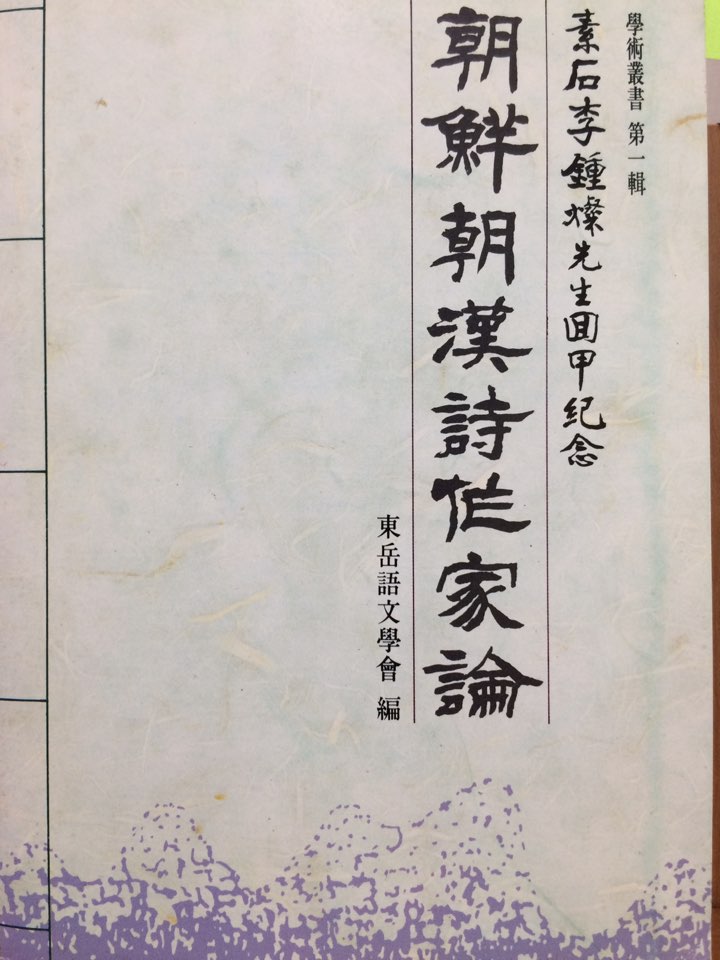 學術叢書 第一輯
素石李鍾燦先生回甲紀念
朝鮮朝漢詩作家論
東岳語文學會 編